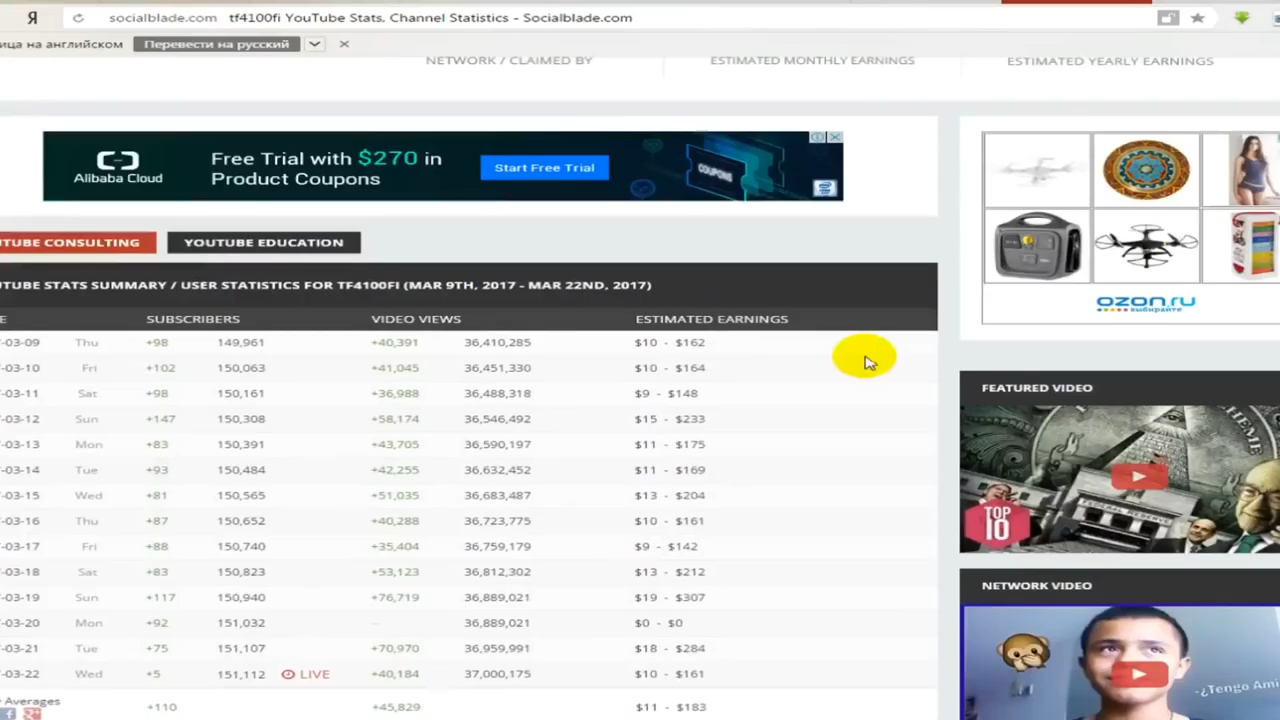 Я socialblade.com tf4100fi YouTube Stats, Channel Statistics - Socialblade.com
ица на английском Перевести на русский
NETWORK / CLAIMED BY ESTIMATED MONTHLY EARNINGS ESTIMATED YEARLY EARNINGS
Alibaba Cloud
Free Trial with $270 in
Product Coupons
Start Free Trial
COUPONS
UTUBE CONSULTING YOUTUBE EDUCATION
TUBE STATS SUMMARY / USER STATISTICS FOR TF4100FI (MAR 9TH, 2017 - MAR 22ND, 2017)
E SUBSCRIBERS VIDEO VIEWS ESTIMATED EARNINGS
-03-09 Thu +98 149,961 +40,391 36,410,285 $10 - $162
-03-10 Fri +102 150,063 +41,045 36,451,330 $10 - $164
-03-11 Sat +98 150,161 +36,988 36,488,318 $9 - $148
-03-12 Sun +147 150,308 +58,174 36,546,492 $15 - $233
-03-13 Mon +83 150,391 +43,705 36,590,197 $11 - $175
-03-14 Tue +93 150,484 +42,255 36,632,452 $11 - $169
-03-15 Wed +81 150,565 +51,035 36,683,487 $13 - $204
-03-16 Thu +87 150,652 +40,288 36,723,775 $10 - $161
-03-17 Fri +88 150,740 +35,404 36,759,179 $9 - $142
-03-18 Sat +83 150,823 +53,123 36,812,302 $13 - $212
-03-19 Sun +117 150,940 +76,719 36,889,021 $19 - $307
-03-20 Mon +92 151,032 -- 36,889,021 $0 - $0
-03-21 Tue +75 151,107 +70,970 36,959,991 $18 - $284
-03-22 Wed +5 151,112 LIVE +40,184 37,000,175 $10 - $161
Averages +110 +45,829 $11 - $183
ozon.ru
выбирайте
FEATURED VIDEO
HEME
FEDERAL RESERVE
TOP
10
NETWORK VIDEO
-¿Tengo Ami